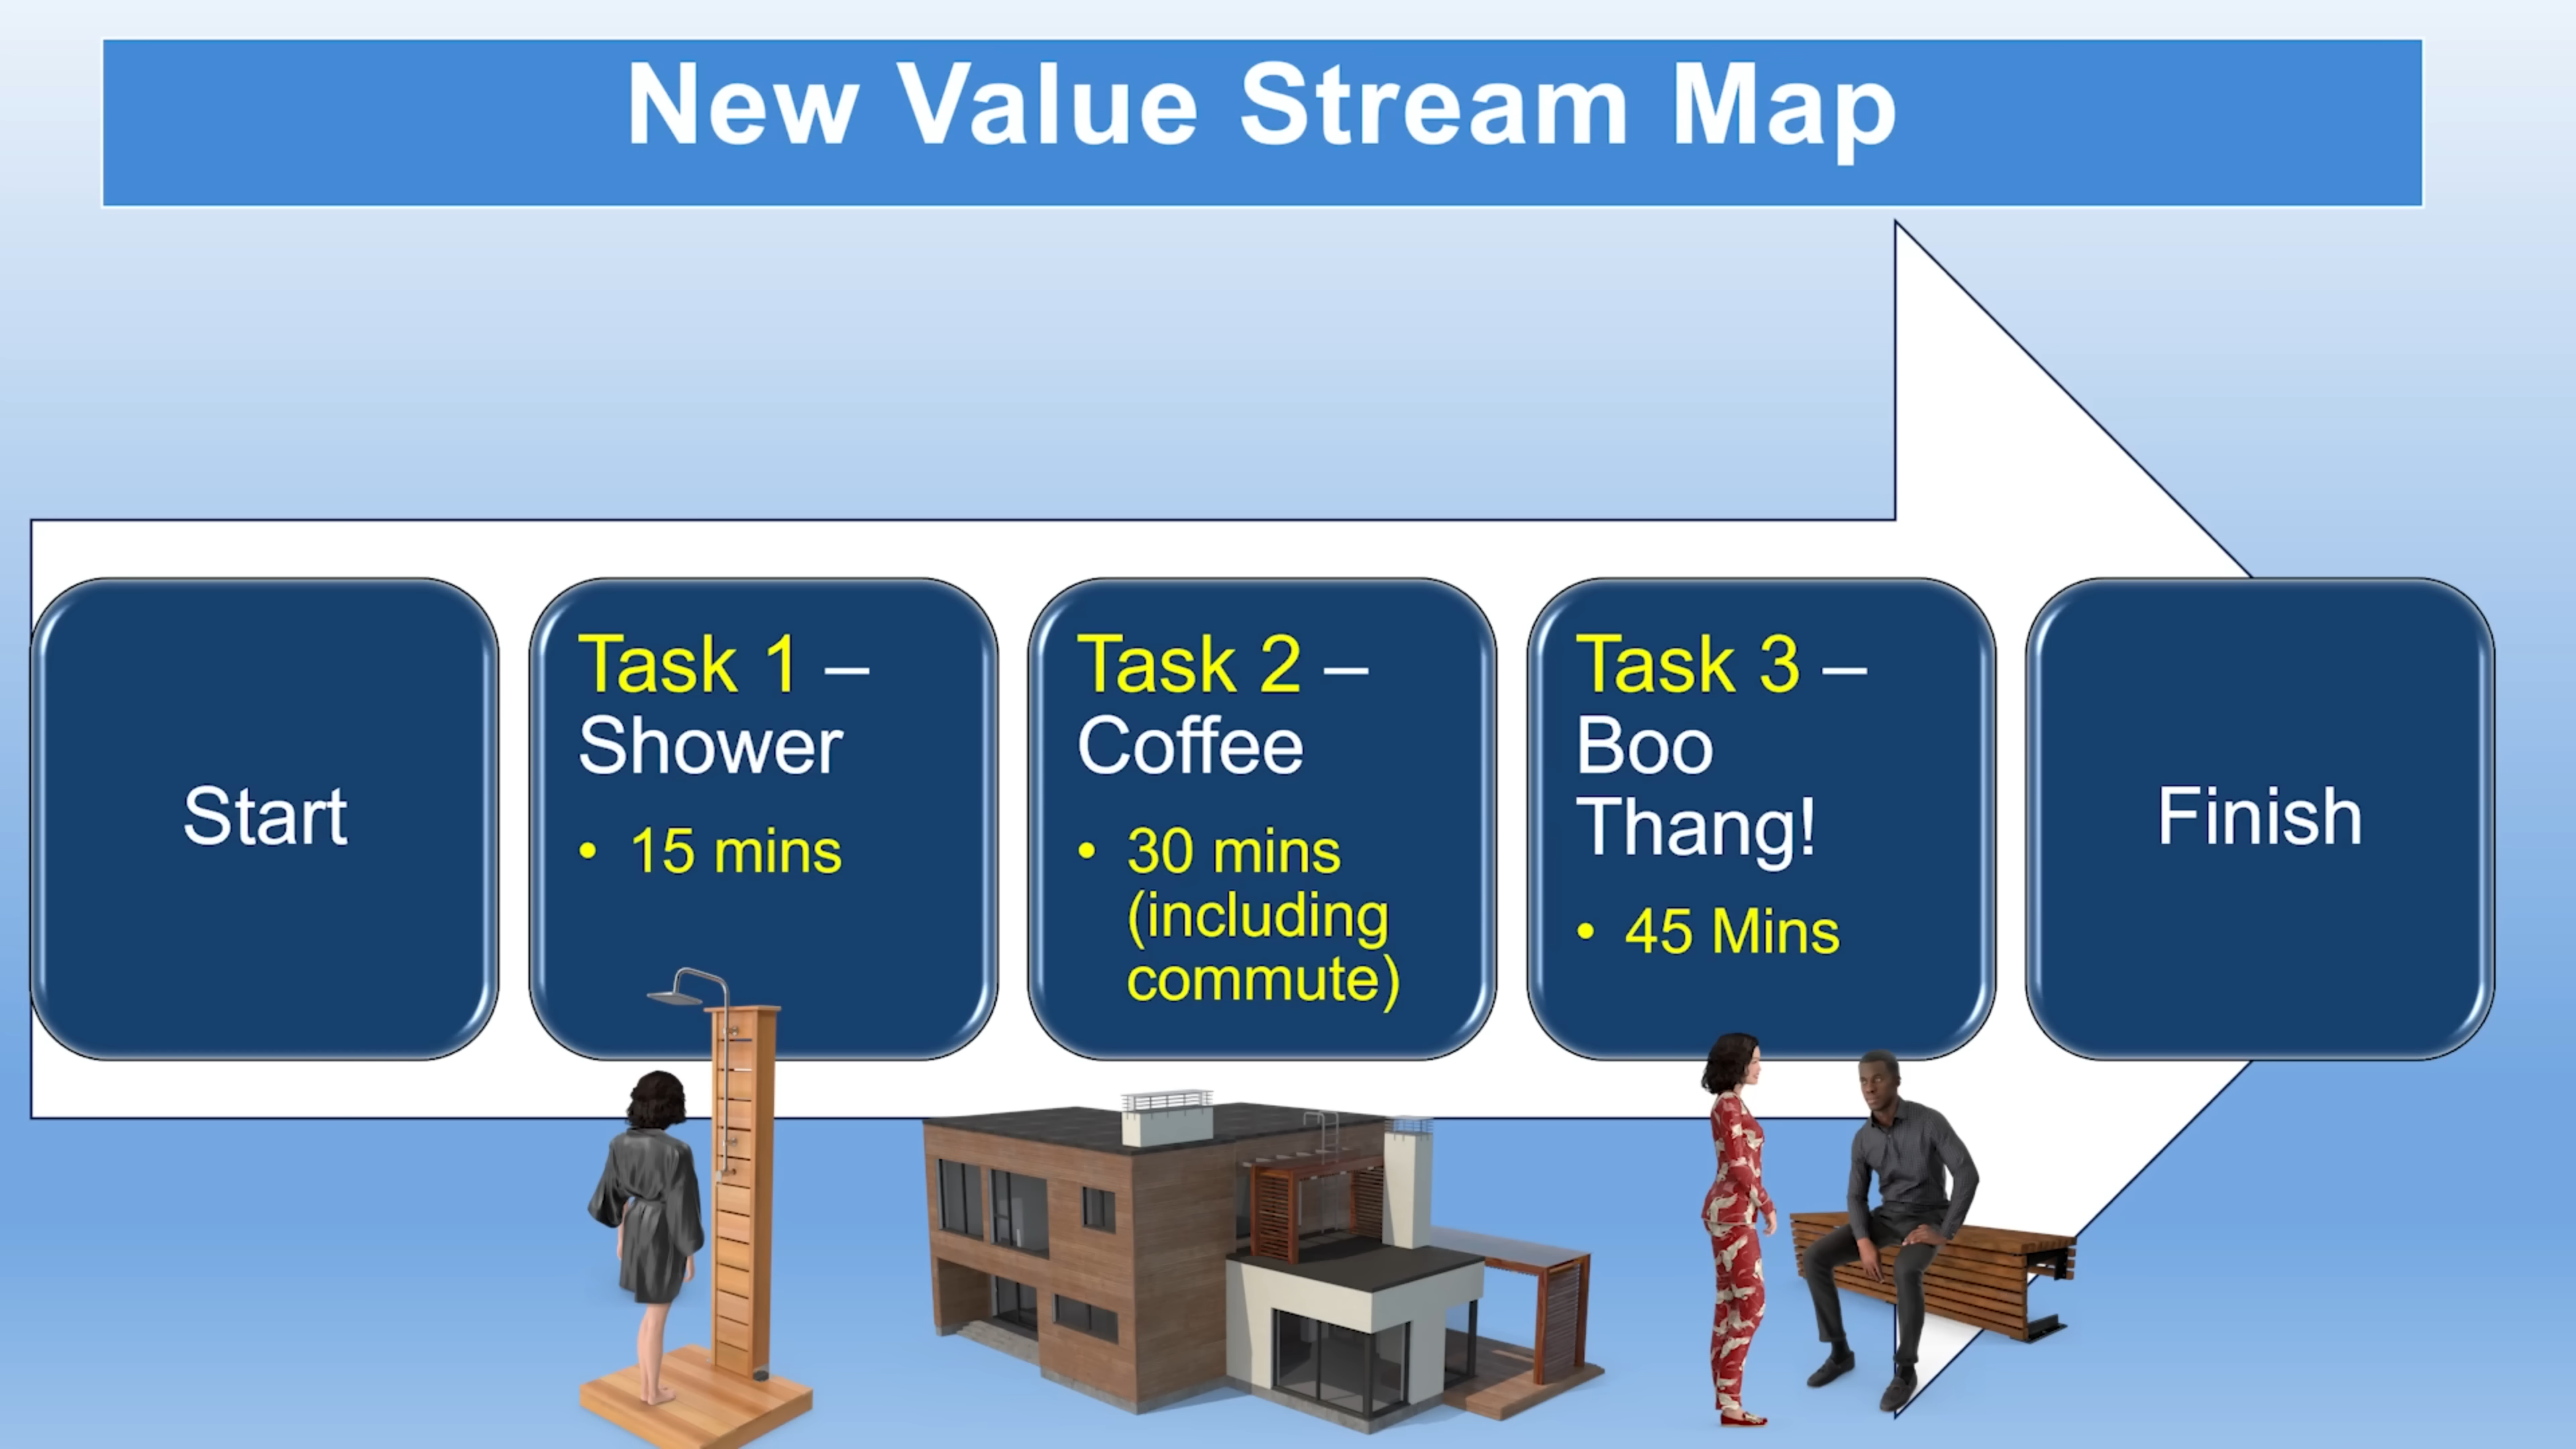 New Value Stream Map
Start
Task 1 –
Shower
• 15 mins
Task 2 –
Coffee
• 30 mins
(including
commute)
Task 3 –
Boo
Thang!
• 45 Mins
Finish